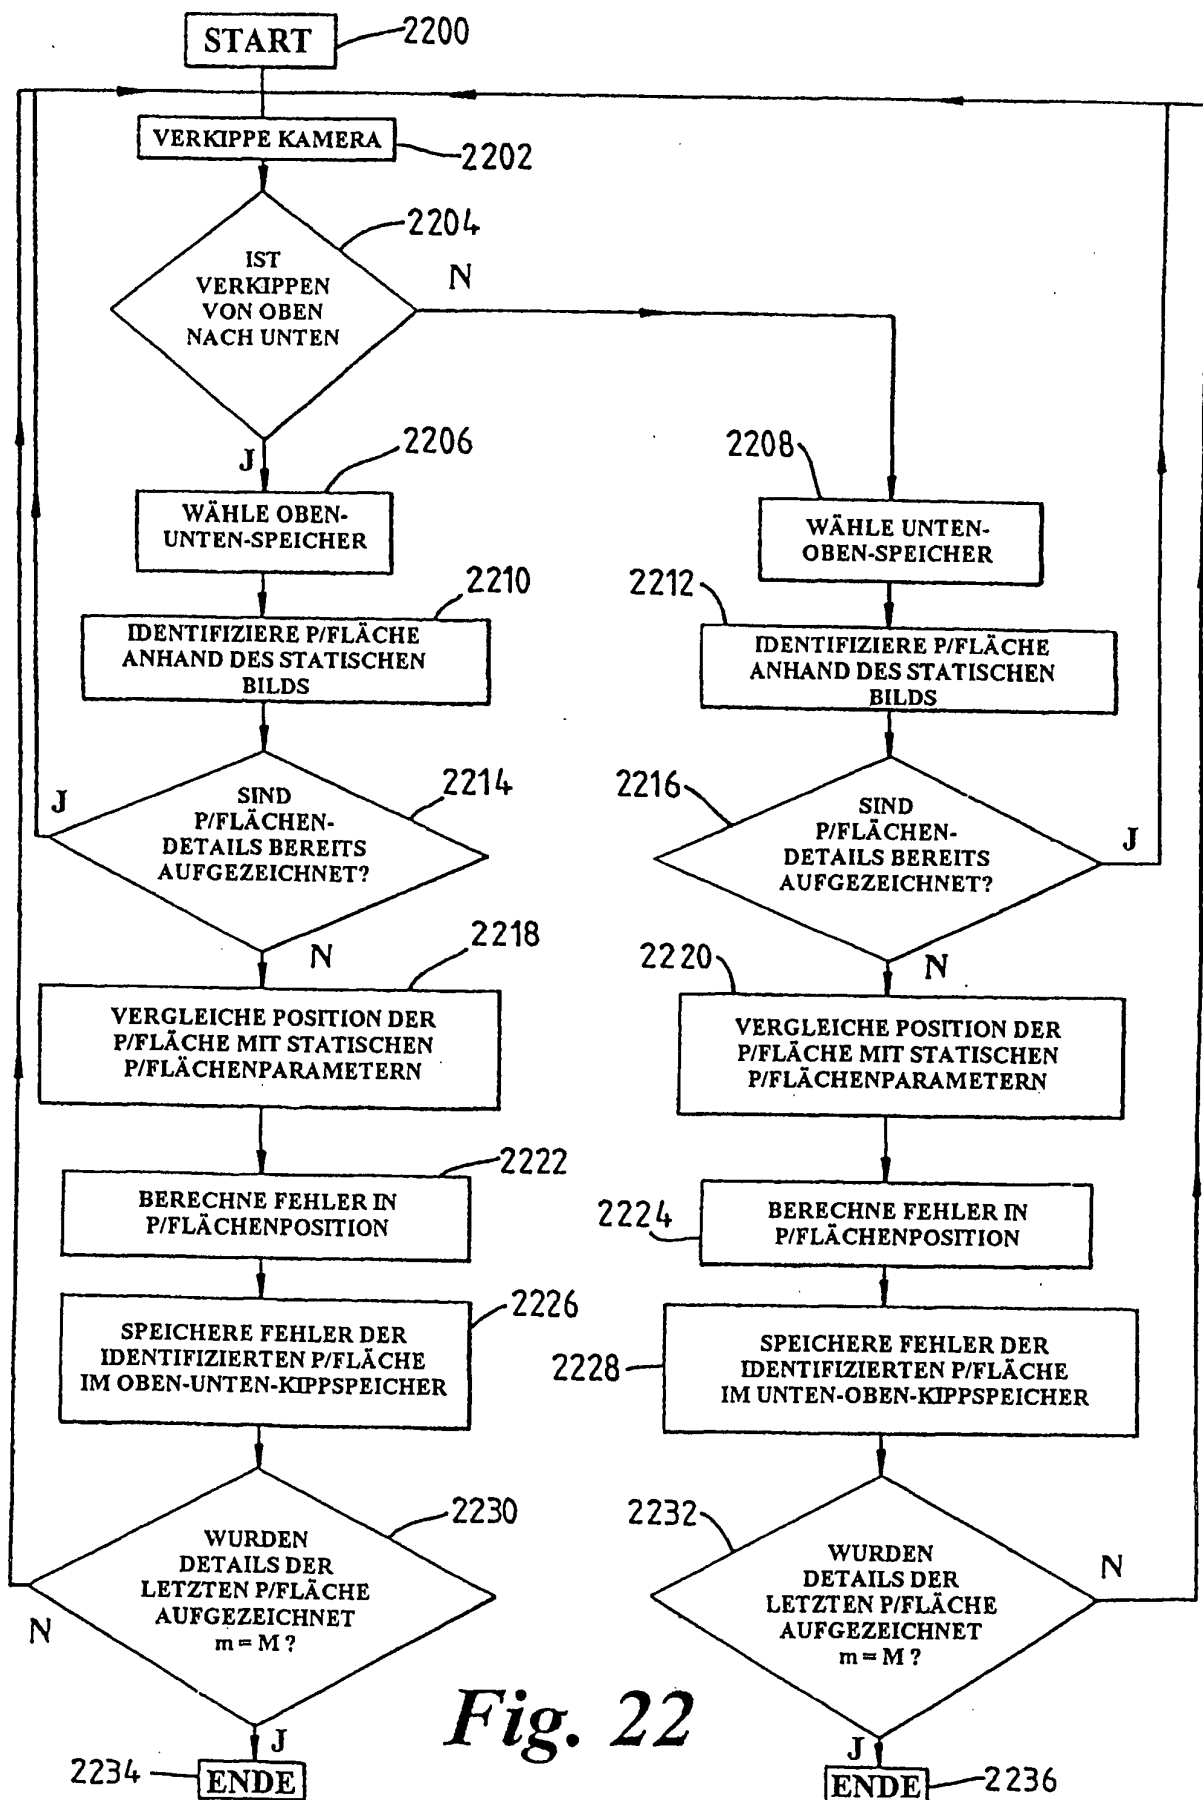 START
2200
VERKIPPE KAMERA
2202
2204
IST
VERKIPPEN
VON OBEN
NACH UNTEN
N
J
2206
WÄHLE OBEN-
UNTEN-SPEICHER
2208
WÄHLE UNTEN-
OBEN-SPEICHER
2210
IDENTIFIZIERE P/FLÄCHE
ANHAND DES STATISCHEN
BILDS
2212
IDENTIFIZIERE P/FLÄCHE
ANHAND DES STATISCHEN
BILDS
J
2214
SIND
P/FLÄCHEN-
DETAILS BEREITS
AUFGEZEICHNET?
N
2216
SIND
P/FLÄCHEN-
DETAILS BEREITS
AUFGEZEICHNET?
J
N
2218
VERGLEICHE POSITION DER
P/FLÄCHE MIT STATISCHEN
P/FLÄCHENPARAMETERN
2220
VERGLEICHE POSITION DER
P/FLÄCHE MIT STATISCHEN
P/FLÄCHENPARAMETERN
2222
BERECHNE FEHLER IN
P/FLÄCHENPOSITION
2224
BERECHNE FEHLER IN
P/FLÄCHENPOSITION
2226
SPEICHERE FEHLER DER
IDENTIFIZIERTEN P/FLÄCHE
IM OBEN-UNTEN-KIPPSPEICHER
2228
SPEICHERE FEHLER DER
IDENTIFIZIERTEN P/FLÄCHE
IM UNTEN-OBEN-KIPPSPEICHER
2230
WURDEN
DETAILS DER
LETZTEN P/FLÄCHE
AUFGEZEICHNET
m = M ?
N
J
2232
WURDEN
DETAILS DER
LETZTEN P/FLÄCHE
AUFGEZEICHNET
m = M ?
N
J
2234
ENDE
ENDE
2236
Fig. 22